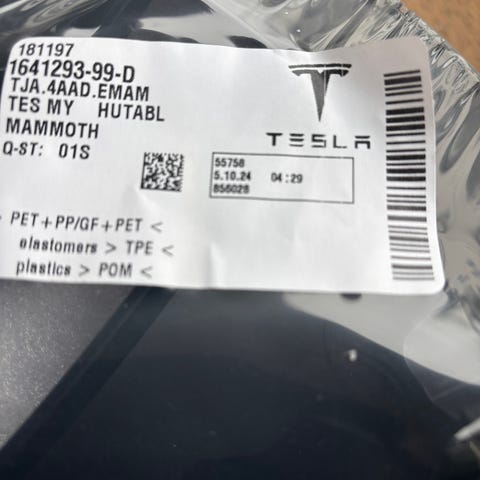 181197
1641293-99-D
TJA.4AAD.EMAM
TES MY HUTABL
MAMMOTH
Q-ST: 01S
TESLA
55758
5.10.24 04:29
856028
> PET+PP/GF+PET <
elastomers > TPE <
plastics > POM <